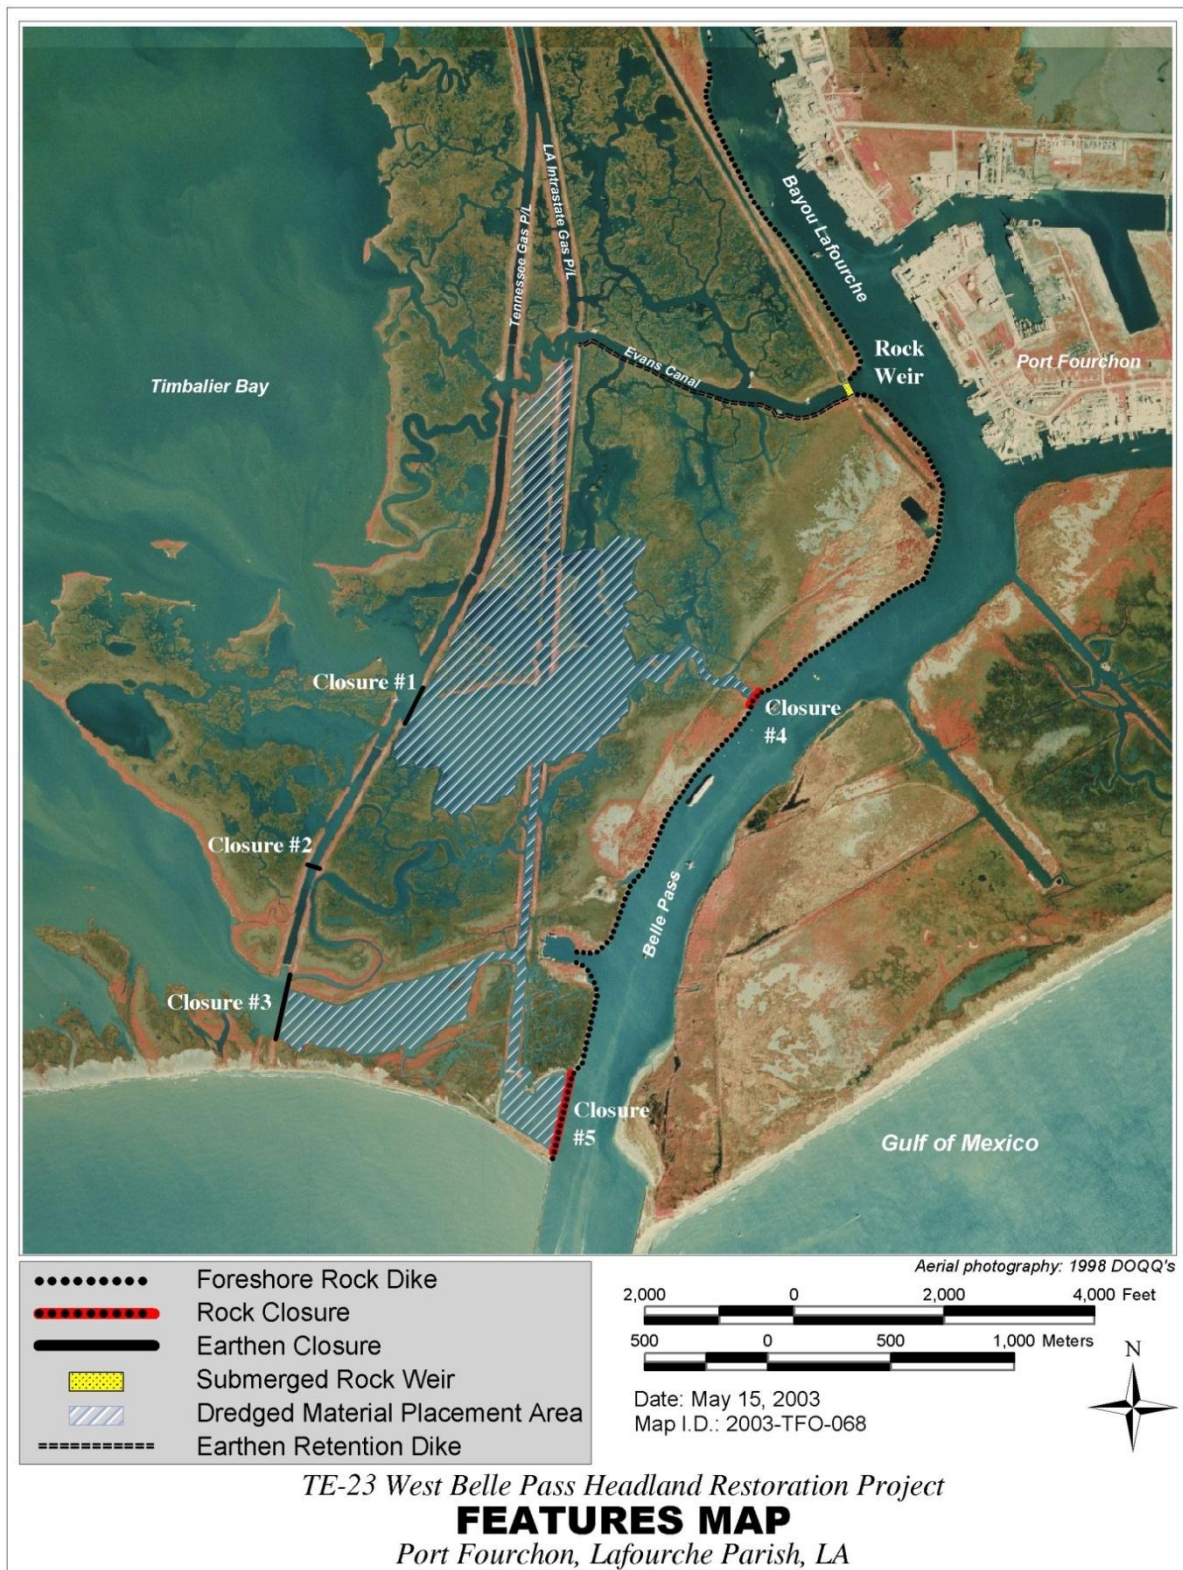 LA Intrastate Gas P/L
Tennessee Gas P/L
Bayou Lafourche
Rock
Weir
Port Fourchon
Evans Canal
Timbalier Bay
Closure #1
Closure
#4
Closure #2
Belle Pass
Closure #3
Closure
#5
Gulf of Mexico
Aerial photography: 1998 DOQQ's
Foreshore Rock Dike
Rock Closure
Earthen Closure
Submerged Rock Weir
Dredged Material Placement Area
Earthen Retention Dike
2,000 0 2,000 4,000 Feet
500 0 500 1,000 Meters
N
Date: May 15, 2003
Map I.D.: 2003-TFO-068
TE-23 West Belle Pass Headland Restoration Project
FEATURES MAP
Port Fourchon, Lafourche Parish, LA